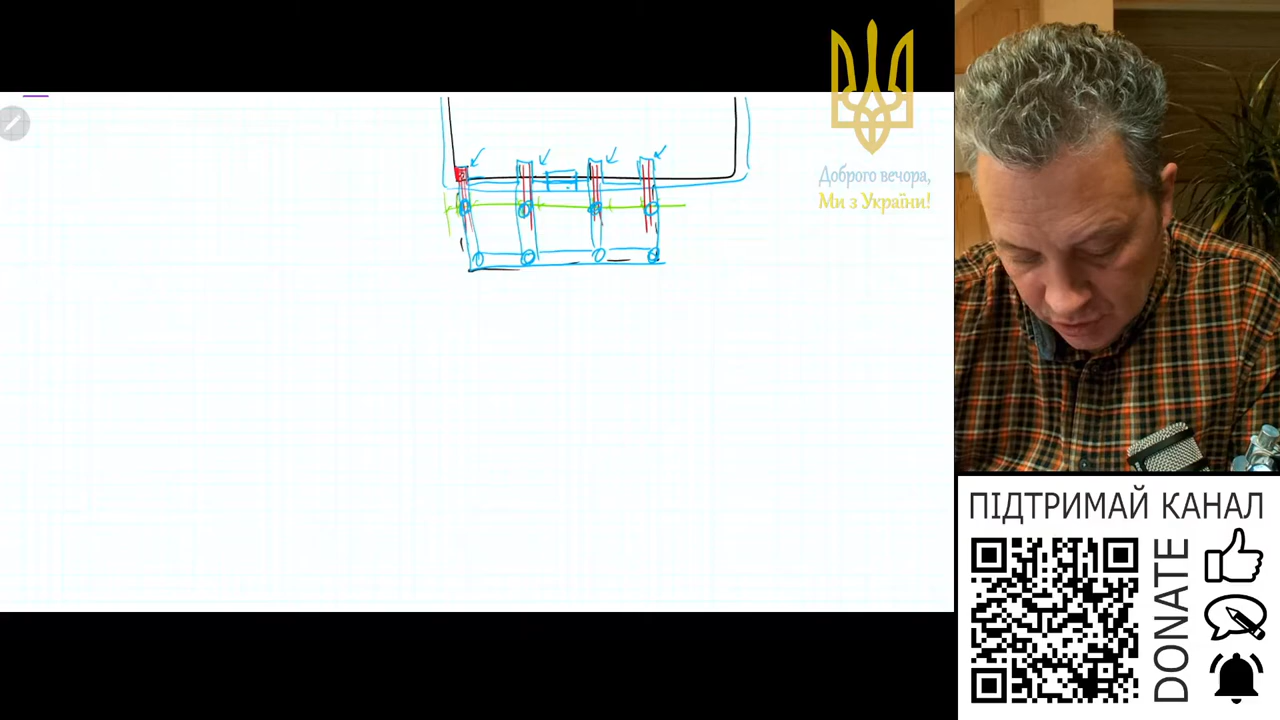 Доброго вечора,
Ми з України!
ПІДТРИМАЙ КАНАЛ
DONATE